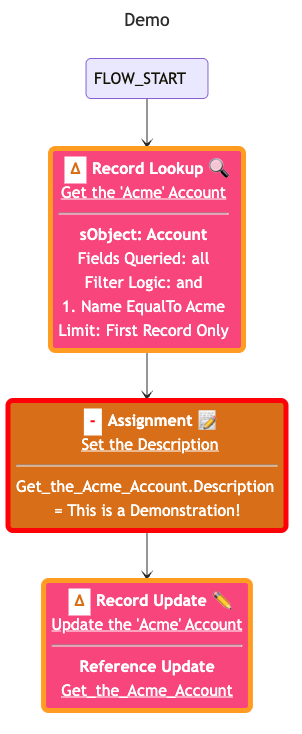 Demo
FLOW_START
Δ Record Lookup 🔍
Get the 'Acme' Account
sObject: Account
Fields Queried: all
Filter Logic: and
1. Name EqualTo Acme
Limit: First Record Only
- Assignment 📝
Set the Description
Get_the_Acme_Account.Description
= This is a Demonstration!
Δ Record Update ✏️
Update the 'Acme' Account
Reference Update
Get_the_Acme_Account